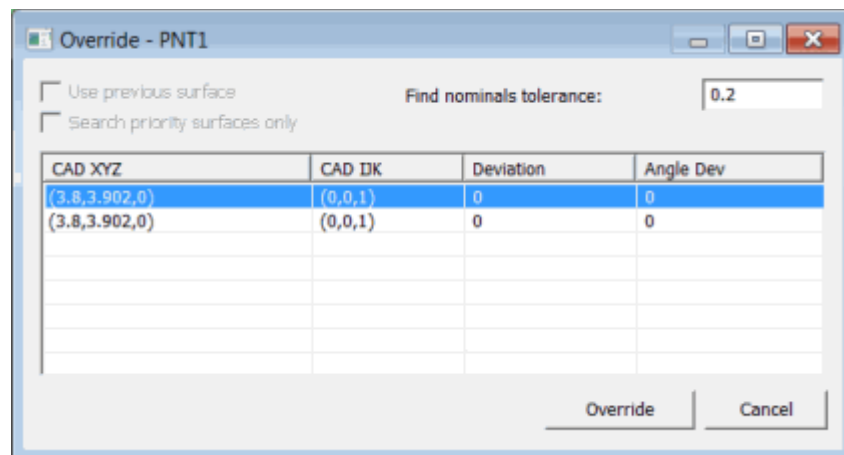 Override - PNT1
Use previous surface
Find nominals tolerance: 0.2
Search priority surfaces only
CAD XYZ CAD IJK Deviation Angle Dev
(3.8,3.902,0) (0,0,1) 0 0
(3.8,3.902,0) (0,0,1) 0 0
Override Cancel